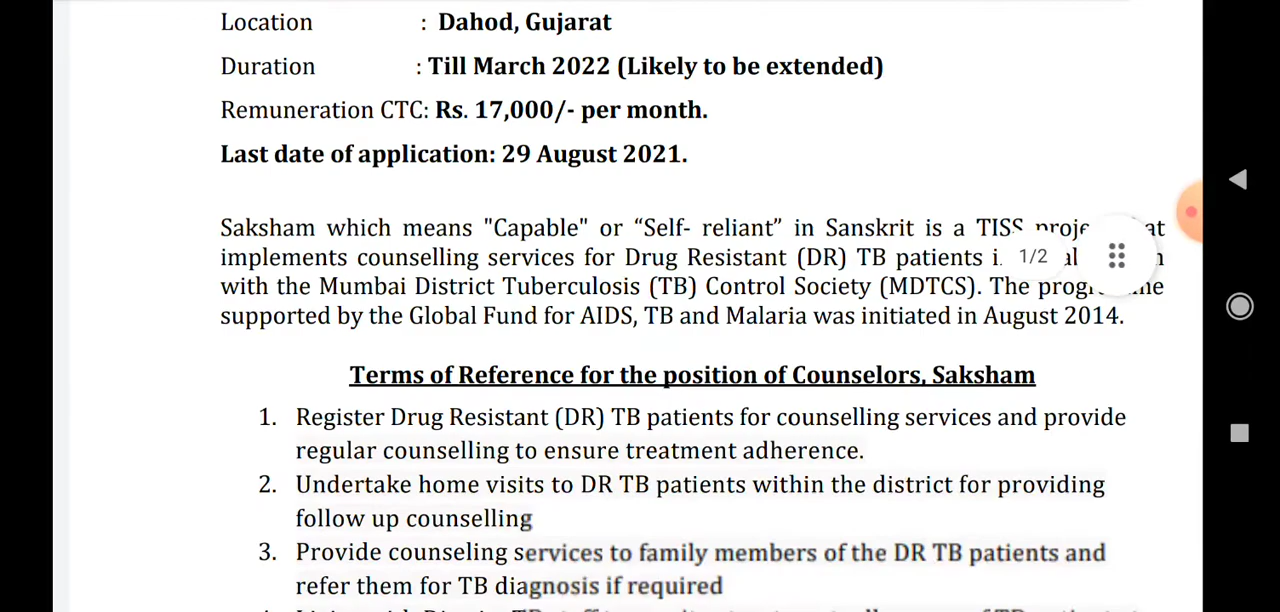 Location : Dahod, Gujarat
Duration : Till March 2022 (Likely to be extended)
Remuneration CTC: Rs. 17,000/- per month.
Last date of application: 29 August 2021.
Saksham which means "Capable" or “Self- reliant” in Sanskrit is a TISS
implements counselling services for Drug Resistant (DR) TB patients 1/2
with the Mumbai District Tuberculosis (TB) Control Society (MDTCS). The
supported by the Global Fund for AIDS, TB and Malaria was initiated in August 2014.
Terms of Reference for the position of Counselors, Saksham
1. Register Drug Resistant (DR) TB patients for counselling services and provide
regular counselling to ensure treatment adherence.
2. Undertake home visits to DR TB patients within the district for providing
follow up counselling
3. Provide counseling services to family members of the DR TB patients and
refer them for TB diagnosis if required